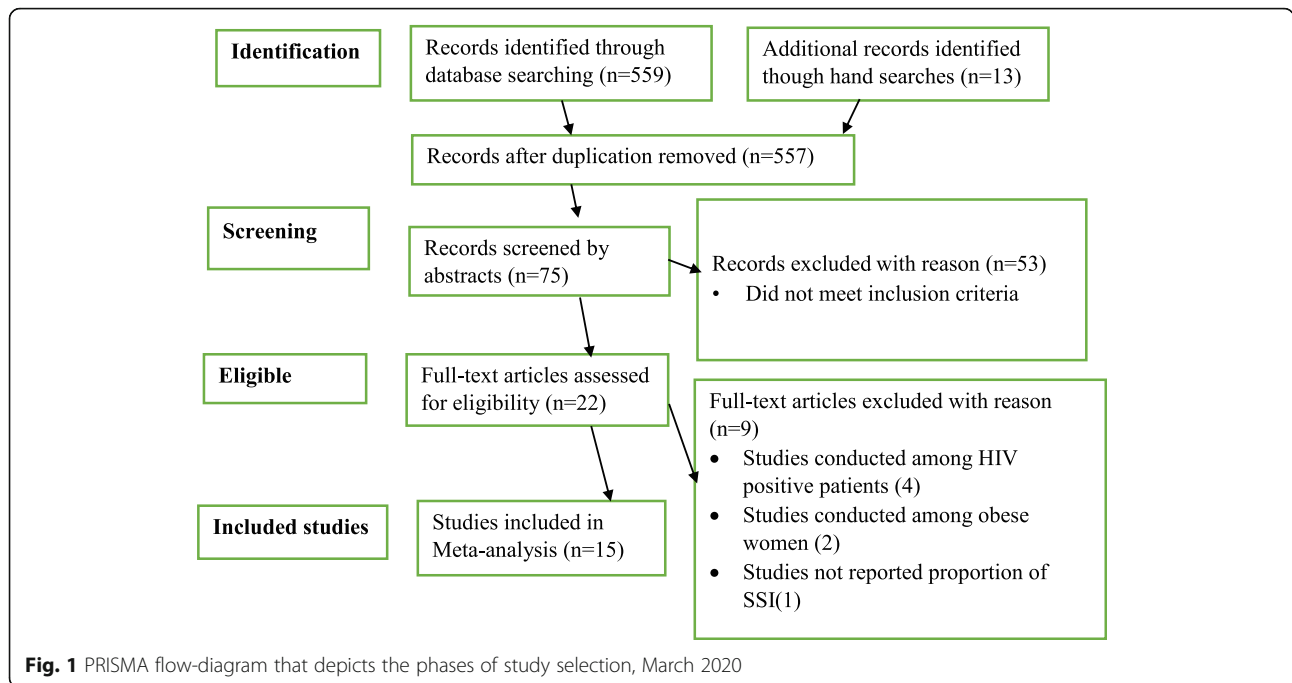 Identification
Records identified through
database searching (n=559)
Additional records identified
though hand searches (n=13)
Records after duplication removed (n=557)
Screening
Records screened by
abstracts (n=75)
Records excluded with reason (n=53)
• Did not meet inclusion criteria
Eligible
Full-text articles assessed
for eligibility (n=22)
Full-text articles excluded with reason
(n=9)
• Studies conducted among HIV
positive patients (4)
• Studies conducted among obese
women (2)
• Studies not reported proportion of
SSI(1)
Included studies
Studies included in
Meta-analysis (n=15)
Fig. 1 PRISMA flow-diagram that depicts the phases of study selection, March 2020